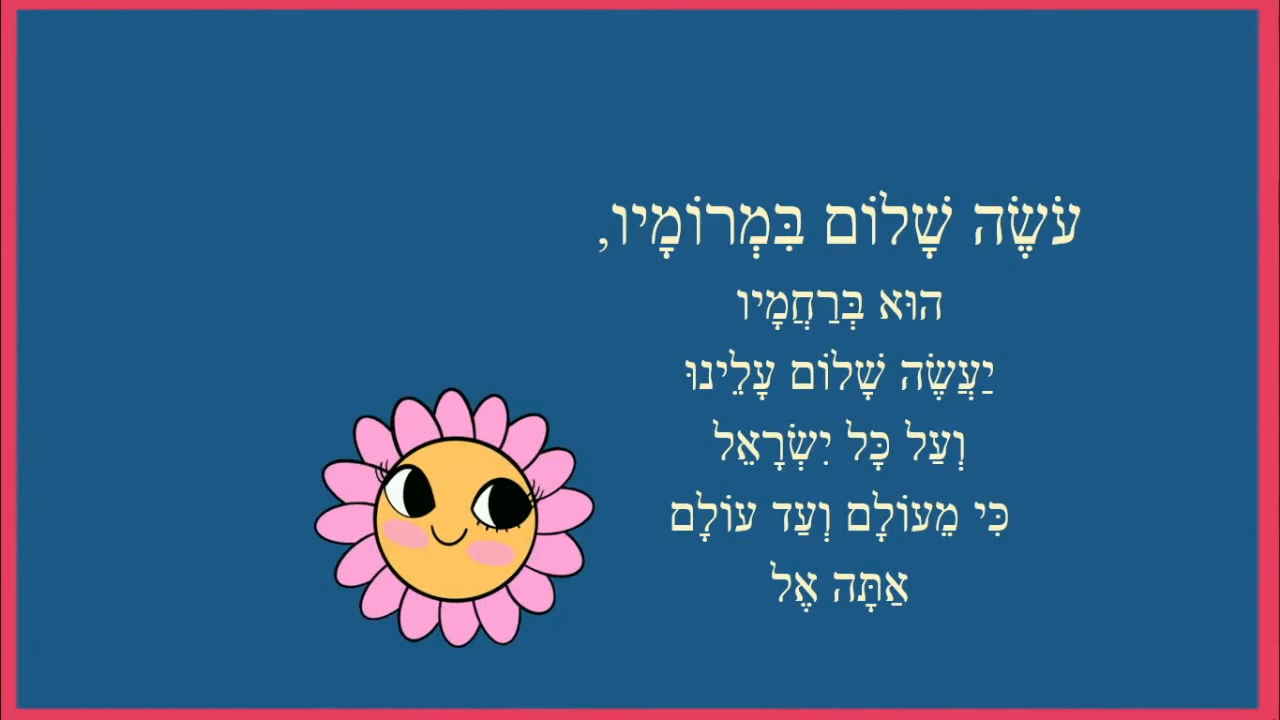 עֹשֶׂה שָׁלוֹם בִּמְרוֹמָיו,
הוּא בְּרַחֲמָיו
יַעֲשֶׂה שָׁלוֹם עָלֵינוּ
וְעַל כָּל יִשְׂרָאֵל
כִּי מֵעוֹלָם וְעַד עוֹלָם
אַתָּה אֶל